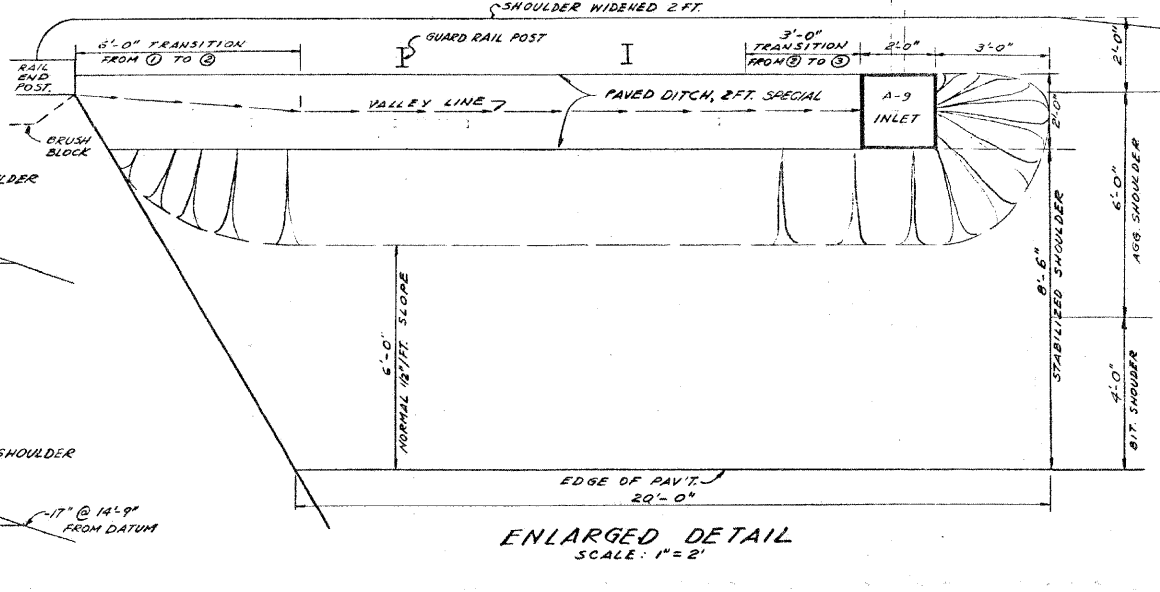 SHOULDER WIDENED 2 FT.
GUARD RAIL POST
6'-0" TRANSITION
FROM ① TO ②
3'-0"
TRANSITION
FROM ② TO ③
2'-0"
3'-0"
2'-0"
RAIL
END
POST.
VALLEY LINE
PAVED DITCH, 2FT. SPECIAL
A-9
INLET
2'-0"
BRUSH
BLOCK
LDER
6'-0"
AGG. SHOULDER
8'-6"
STABILIZED SHOULDER
6'-0"
NORMAL 1/2"/FT. SLOPE
4'-0"
BIT. SHOUDER
SHOULDER
EDGE OF PAV'T.
20'-0"
-17" @ 14'-9"
FROM DATUM
ENLARGED DETAIL
SCALE: 1" = 2'